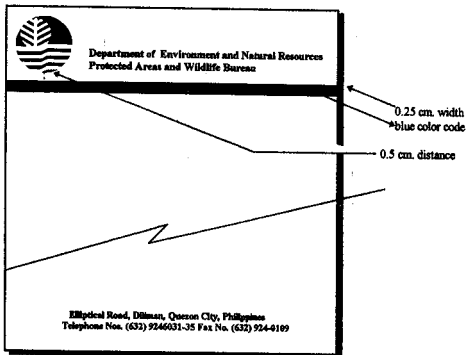 Department of Environment and Natural Resources
Protected Areas and Wildlife Bureau
0.25 cm. width
blue color code
0.5 cm. distance
Elliptical Road, Diliman, Quezon City, Philippines
Telephone Nos. (632) 9246031-35 Fax No. (632) 924-0109